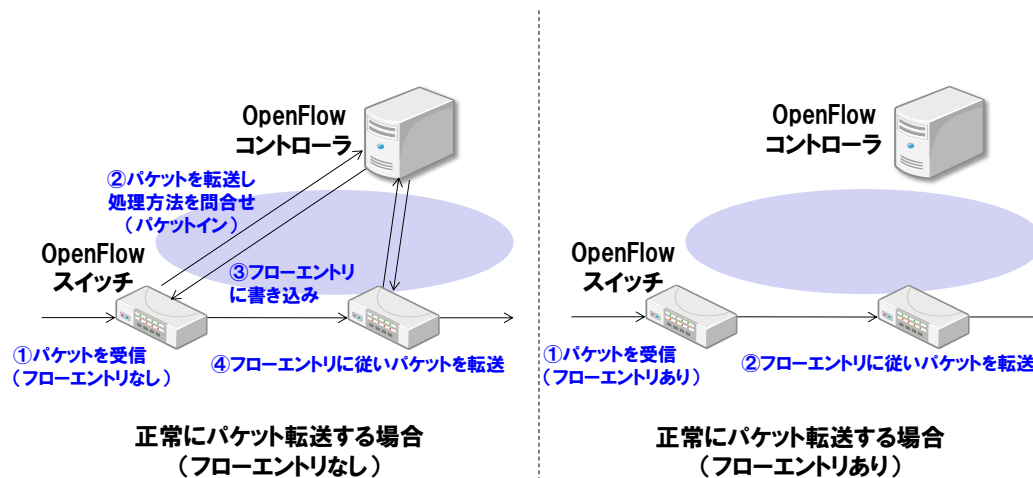 OpenFlow
コントローラ
②パケットを転送し
処理方法を問合せ
（パケットイン）
OpenFlow
スイッチ
③フローエントリ
に書き込み
①パケットを受信
（フローエントリなし）
④フローエントリに従いパケットを転送
正常にパケット転送する場合
（フローエントリなし）
OpenFlow
コントローラ
OpenFlow
スイッチ
①パケットを受信
（フローエントリあり）
②フローエントリに従いパケットを転送
正常にパケット転送する場合
（フローエントリあり）